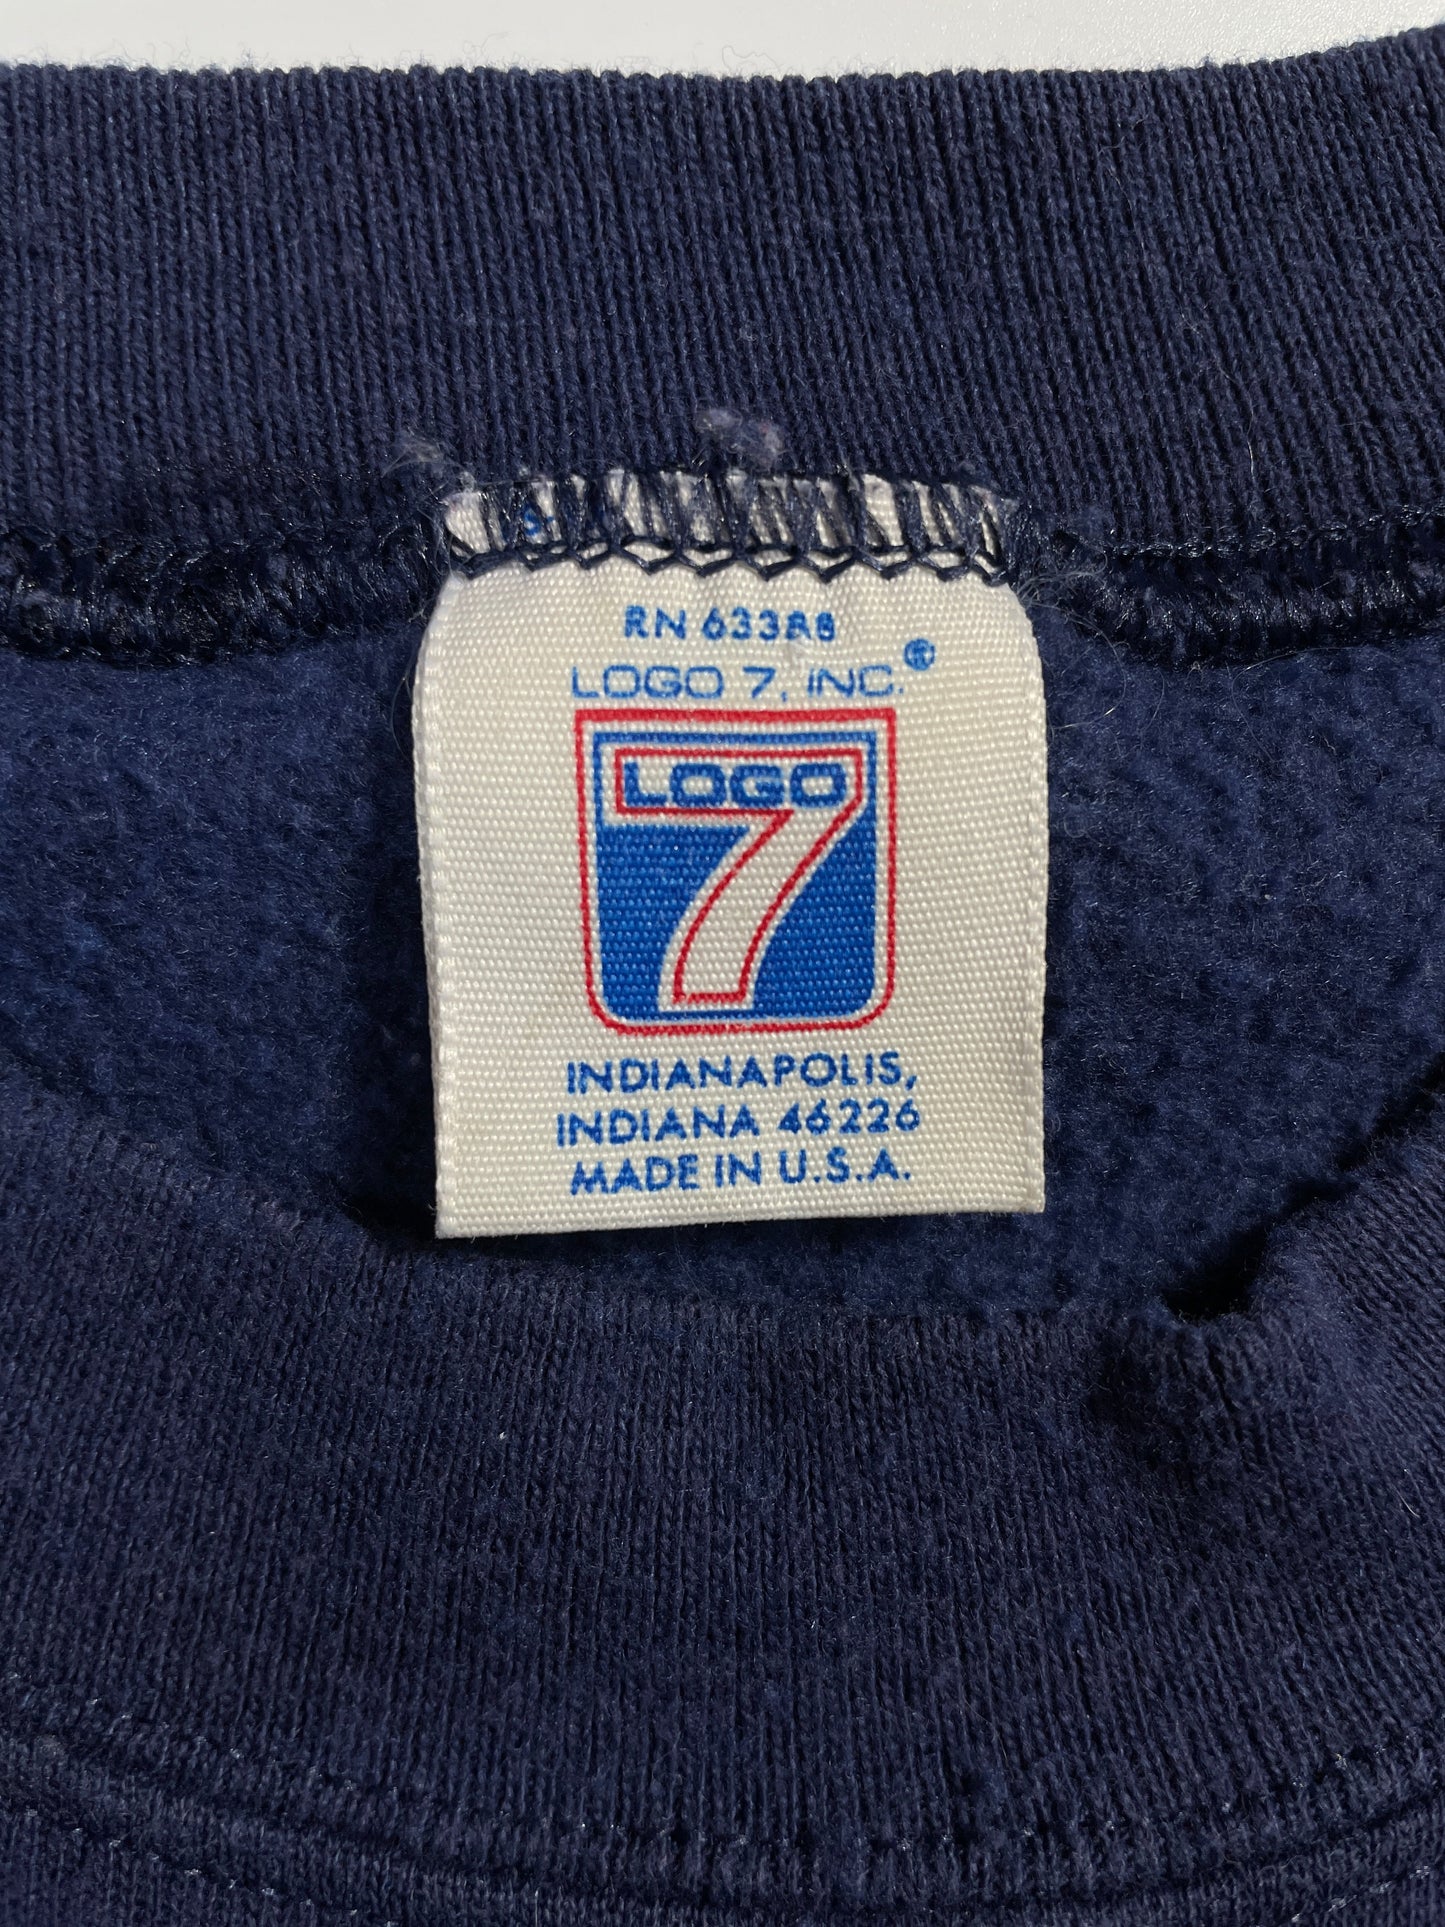 RN 63388
LOGO 7, INC.®
LOGO
7
INDIANAPOLIS,
INDIANA 46226
MADE IN U.S.A.